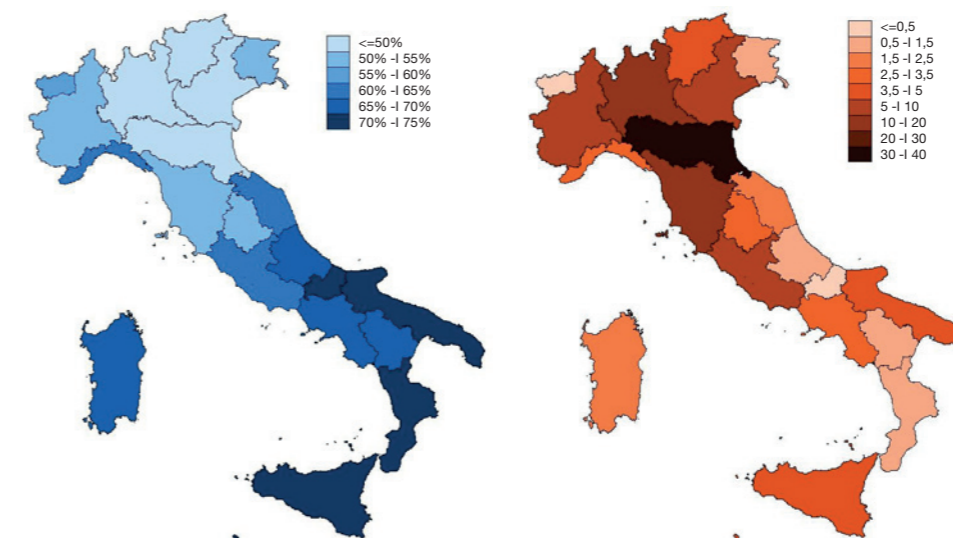 <=50%
50% -I 55%
55% -I 60%
60% -I 65%
65% -I 70%
70% -I 75%
<=0,5
0,5 -I 1,5
1,5 -I 2,5
2,5 -I 3,5
3,5 -I 5
5 -I 10
10 -I 20
20 -I 30
30 -I 40